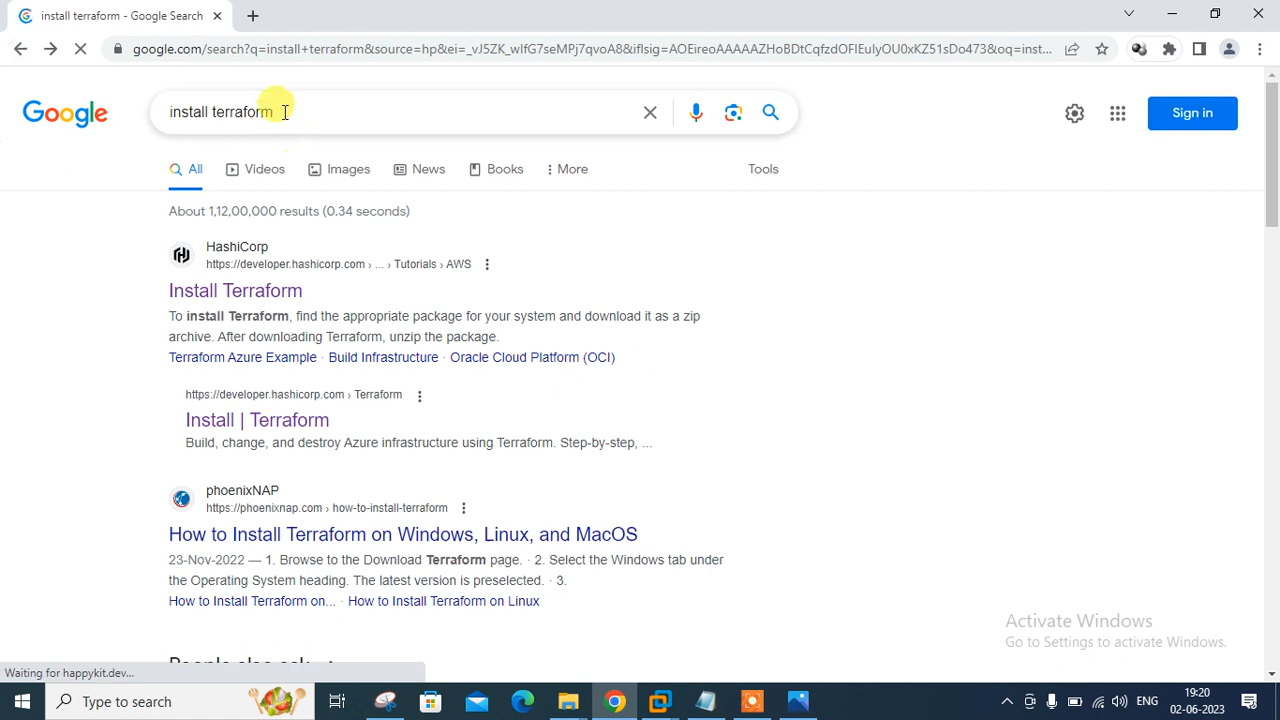 install terraform - Google Search
google.com/search?q=install+terraform&source=hp&ei=_vJ5ZK_wIfG7seMPj7qvoA8&iflsig=AOEireoAAAAAZHoBDtCqfzdOFIEulyOU0xKZ51sDo473&oq=inst...
Google
install terraform
Sign in
All Videos Images News Books More Tools
About 1,12,00,000 results (0.34 seconds)
HashiCorp
https://developer.hashicorp.com › ... › Tutorials › AWS
Install Terraform
To install Terraform, find the appropriate package for your system and download it as a zip
archive. After downloading Terraform, unzip the package.
Terraform Azure Example · Build Infrastructure · Oracle Cloud Platform (OCI)
https://developer.hashicorp.com › Terraform
Install | Terraform
Build, change, and destroy Azure infrastructure using Terraform. Step-by-step, ...
phoenixNAP
https://phoenixnap.com › how-to-install-terraform
How to Install Terraform on Windows, Linux, and MacOS
23-Nov-2022 — 1. Browse to the Download Terraform page. · 2. Select the Windows tab under
the Operating System heading. The latest version is preselected. · 3.
How to Install Terraform on... · How to Install Terraform on Linux
People also ask
Activate Windows
Go to Settings to activate Windows.
Waiting for happykit.dev...
Type here to search
ENG
19:20
02-06-2023